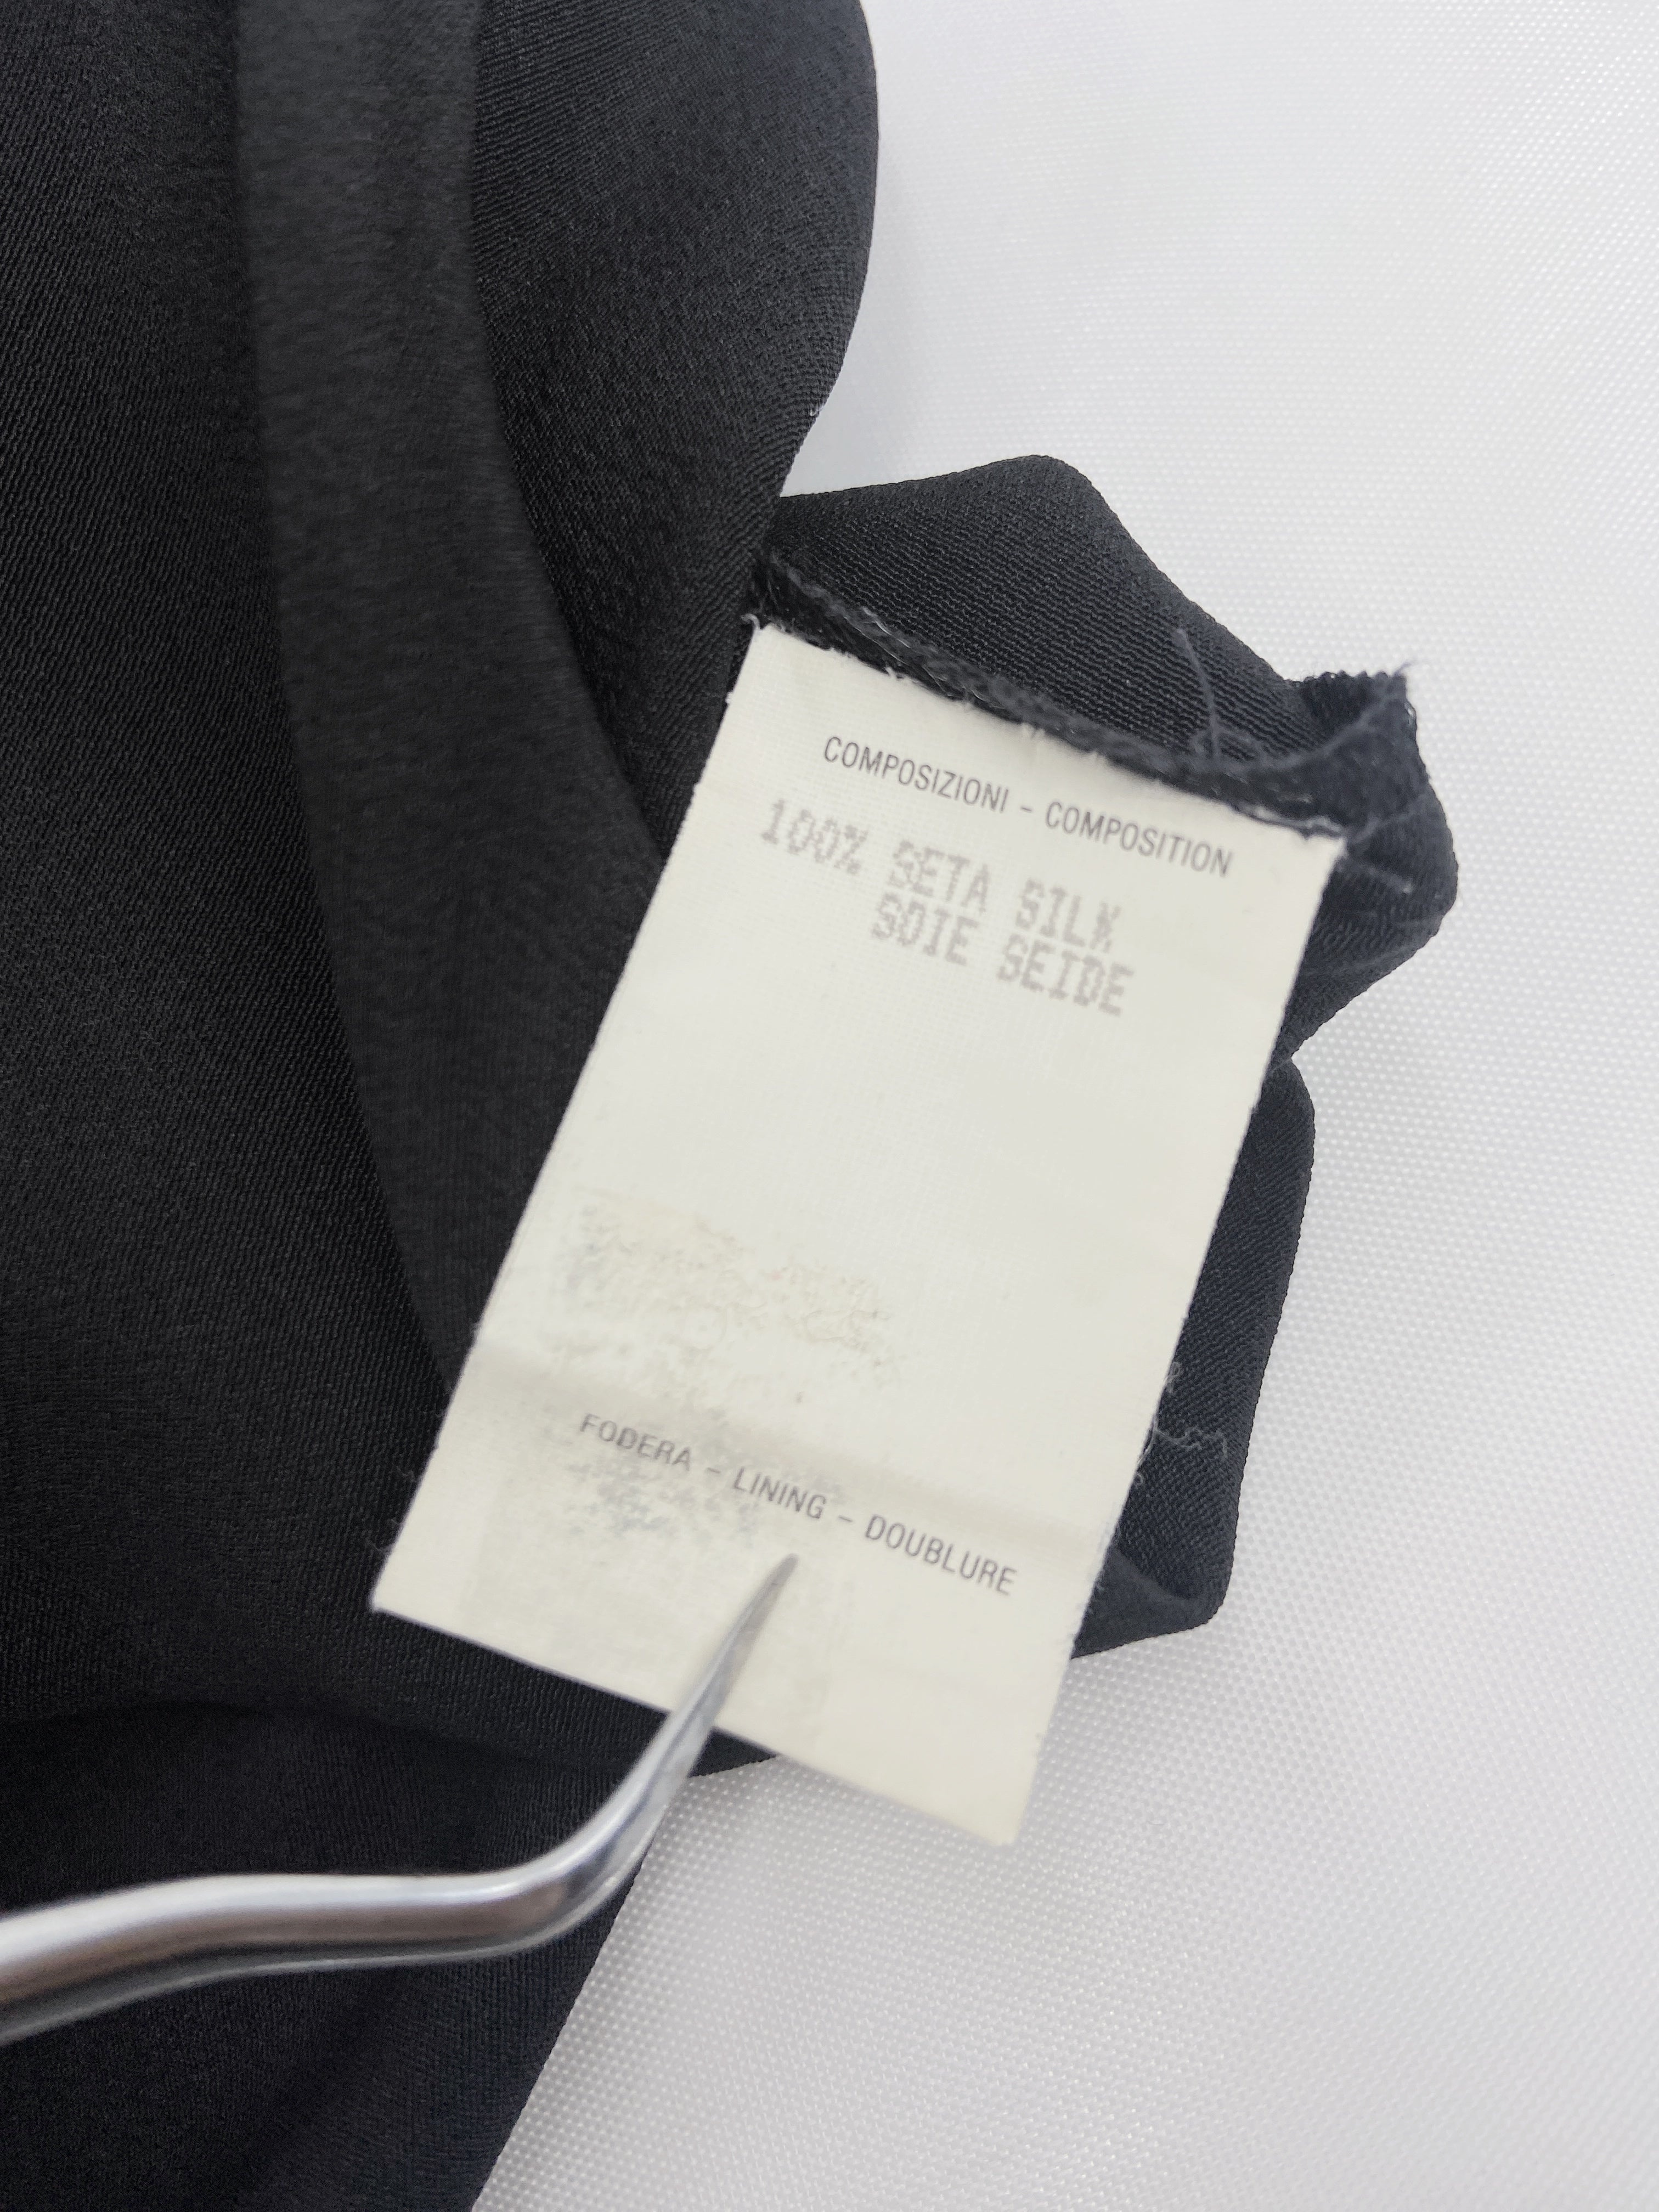 COMPOSIZIONI - COMPOSITION
100% SETA SILK
SOIE SEIDE
FODERA - LINING - DOUBLURE